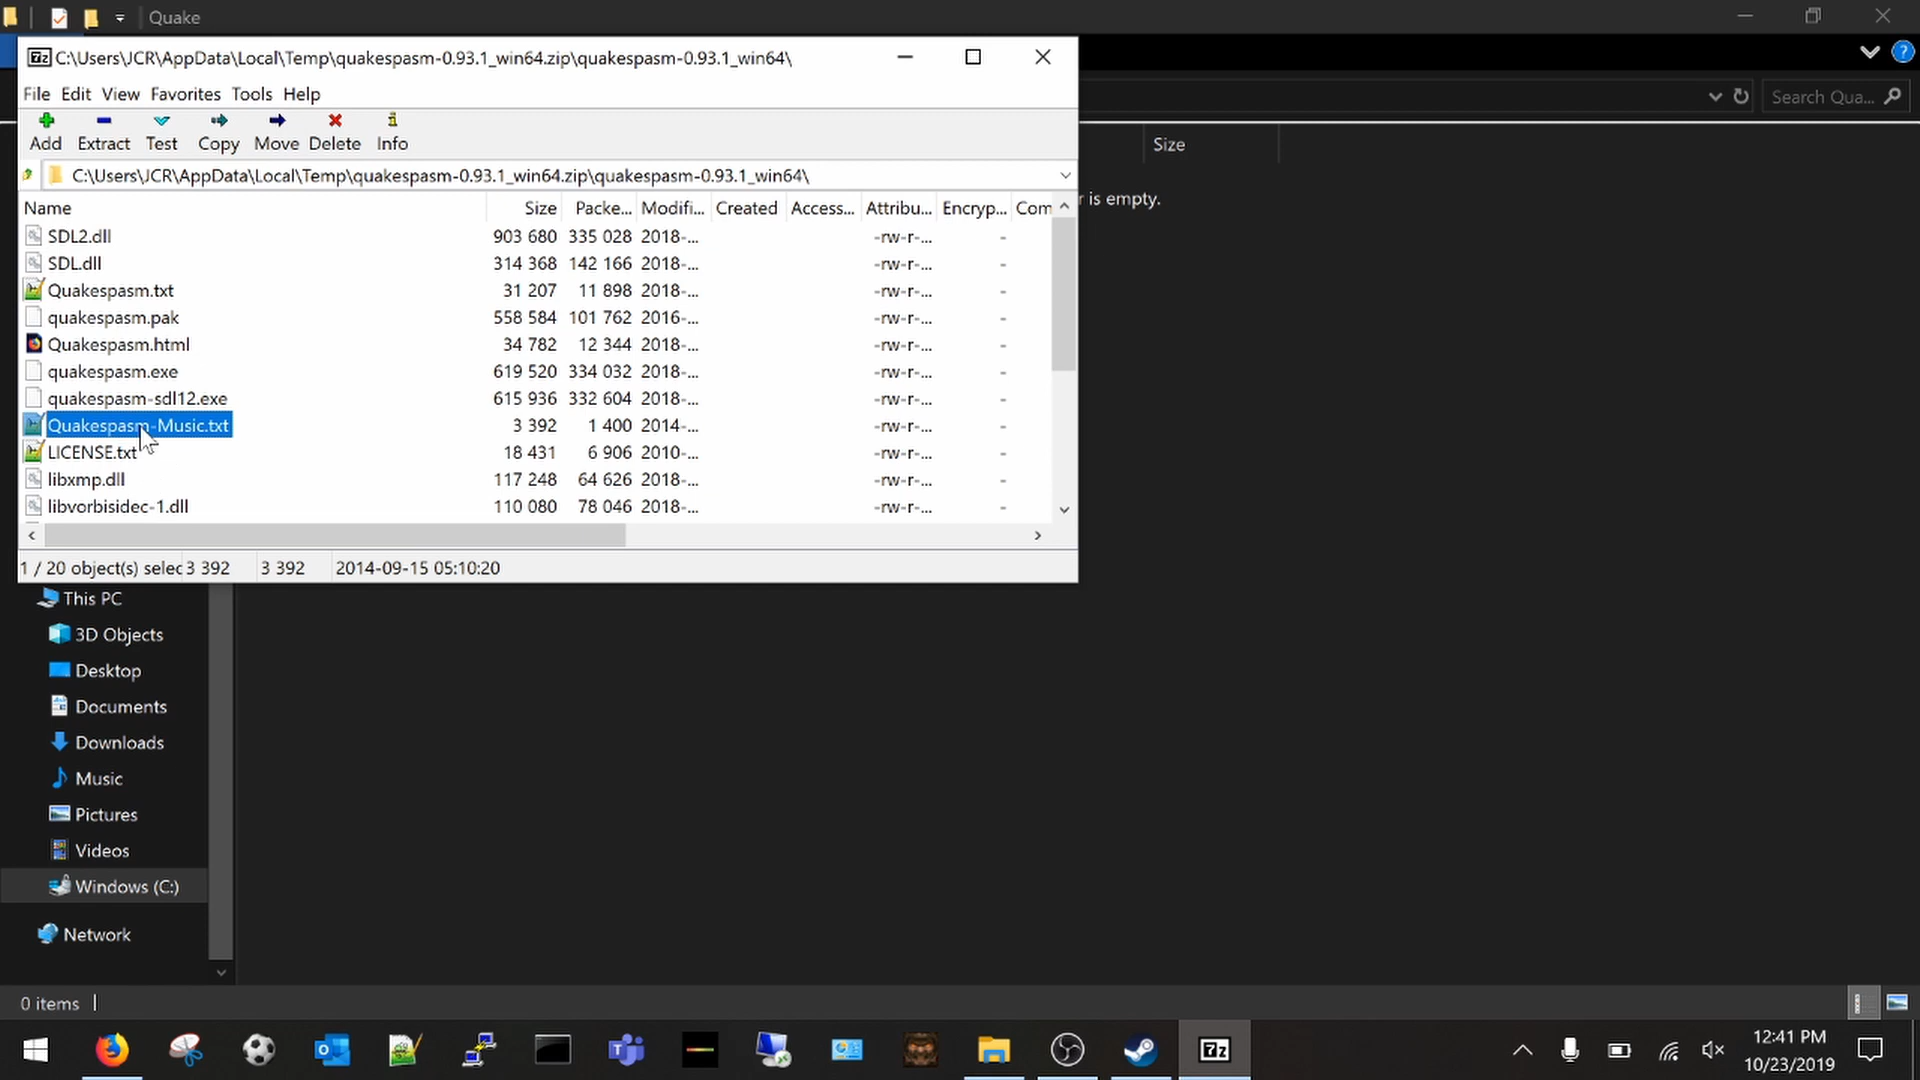 Quake
C:\Users\JCR\AppData\Local\Temp\quakespasm-0.93.1_win64.zip\quakespasm-0.93.1_win64\
File Edit View Favorites Tools Help
Add Extract Test Copy Move Delete Info
Search Qua...
C:\Users\JCR\AppData\Local\Temp\quakespasm-0.93.1_win64.zip\quakespasm-0.93.1_win64\
Size
Name Size Packe... Modifi... Created Access... Attribu... Encryp... Com
r is empty.
SDL2.dll 903 680 335 028 2018-... -rw-r-... -
SDL.dll 314 368 142 166 2018-... -rw-r-... -
Quakespasm.txt 31 207 11 898 2018-... -rw-r-... -
quakespasm.pak 558 584 101 762 2016-... -rw-r-... -
Quakespasm.html 34 782 12 344 2018-... -rw-r-... -
quakespasm.exe 619 520 334 032 2018-... -rw-r-... -
quakespasm-sdl12.exe 615 936 332 604 2018-... -rw-r-... -
Quakespasm-Music.txt 3 392 1 400 2014-... -rw-r-... -
LICENSE.txt 18 431 6 906 2010-... -rw-r-... -
libxmp.dll 117 248 64 626 2018-... -rw-r-... -
libvorbisidec-1.dll 110 080 78 046 2018-... -rw-r-... -
1 / 20 object(s) selec 3 392 3 392 2014-09-15 05:10:20
This PC
3D Objects
Desktop
Documents
Downloads
Music
Pictures
Videos
Windows (C:)
Network
0 items
12:41 PM
10/23/2019